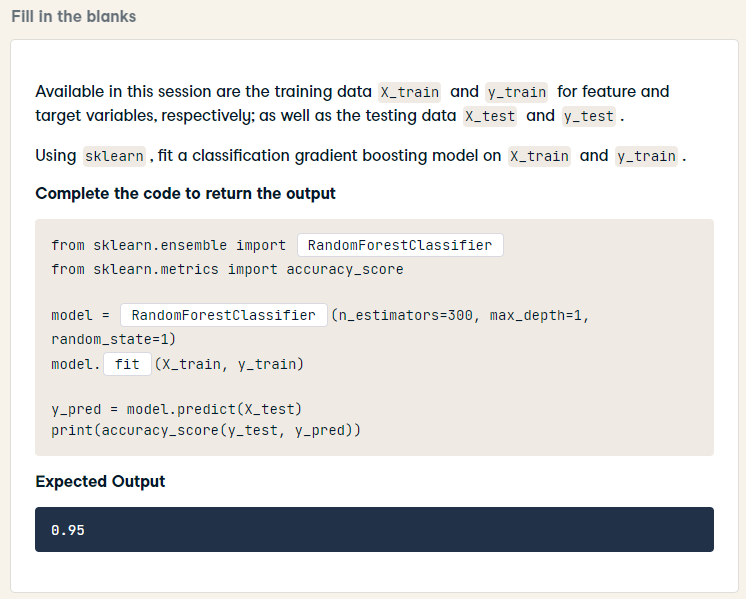 Fill in the blanks
Available in this session are the training data X_train and y_train for feature and
target variables, respectively; as well as the testing data X_test and y_test .
Using sklearn , fit a classification gradient boosting model on X_train and y_train .
Complete the code to return the output
from sklearn.ensemble import RandomForestClassifier
from sklearn.metrics import accuracy_score
model = RandomForestClassifier (n_estimators=300, max_depth=1,
random_state=1)
model. fit (X_train, y_train)
y_pred = model.predict(X_test)
print(accuracy_score(y_test, y_pred))
Expected Output
0.95